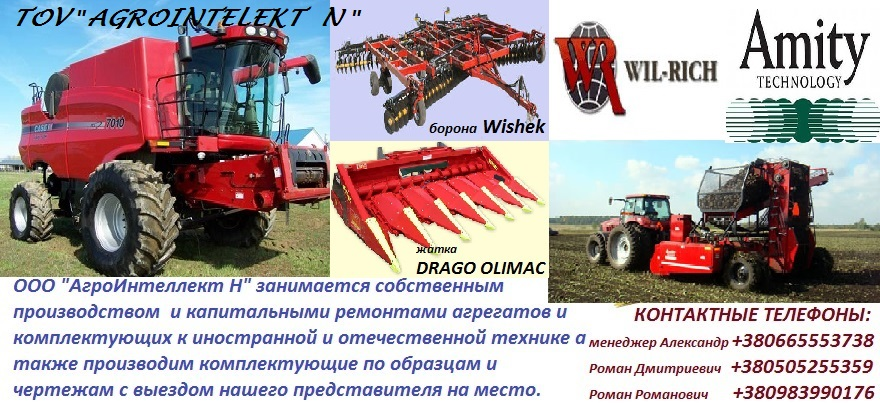 TOV"AGROINTELEKT N"
CASE IH 7010
борона Wishek
WIL-RICH
Amity
TECHNOLOGY
жатка
DRAGO OLIMAC
ООО "АгроИнтеллект Н" занимается собственным
производством и капитальными ремонтами агрегатов и
комплектующих к иностранной и отечественной технике а
также производим комплектующие по образцам и
чертежам с выездом нашего представителя на место.
КОНТАКТНЫЕ ТЕЛЕФОНЫ:
менеджер Александр +380665553738
Роман Дмитриевич +380505255359
Роман Романович +380983990176